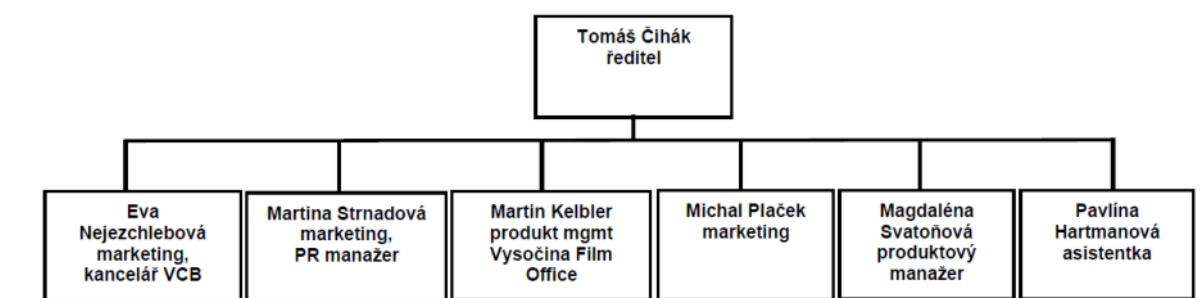 Tomáš Čihák
ředitel
Eva
Nejezchlebová
marketing,
kancelář VCB
Martina Strnadová
marketing,
PR manažer
Martin Kelbler
produkt mgmt
Vysočina Film
Office
Michal Plaček
marketing
Magdaléna
Svatoňová
produktový
manažer
Pavlína
Hartmanová
asistentka